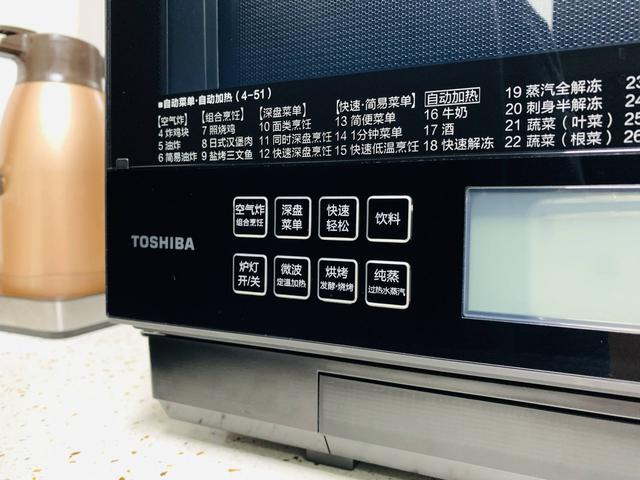 ■自动菜单·自动加热(4-51)
【空气炸】
4 炸鸡块
5 油炸
6 简易油炸
【组合烹饪】
7 照烧鸡
8 日式汉堡肉
9 盐烤三文鱼
【深盘菜单】
10 面类烹饪
11 同时深盘烹饪
12 快速深盘烹饪
【快速·简易菜单】
13 简便菜单
14 1分钟菜单
15 快速低温烹饪
自动加热
16 牛奶
17 酒
18 快速解冻
19 蒸汽全解冻
20 刺身半解冻
21 蔬菜（叶菜）
22 蔬菜（根菜）
23
24
25
26
TOSHIBA
空气炸
组合烹饪
深盘
菜单
快速
轻松
饮料
炉灯
开/关
微波
定温加热
烘烤
发酵·烧烤
纯蒸
过热水蒸汽